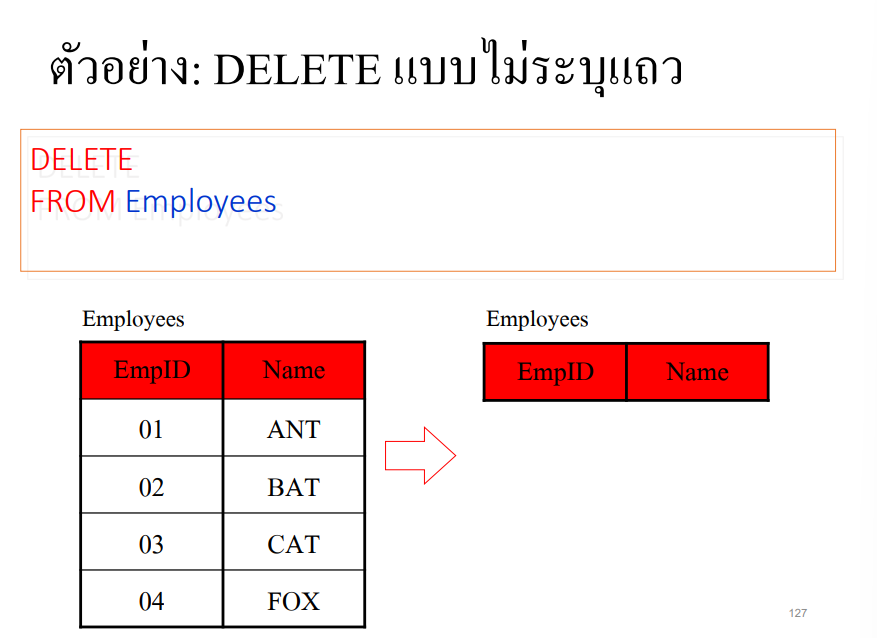 ตัวอย่าง: DELETE แบบไม่ระบุแถว
DELETE
FROM Employees
Employees
EmpID Name
01 ANT
02 BAT
03 CAT
04 FOX
Employees
EmpID Name
127